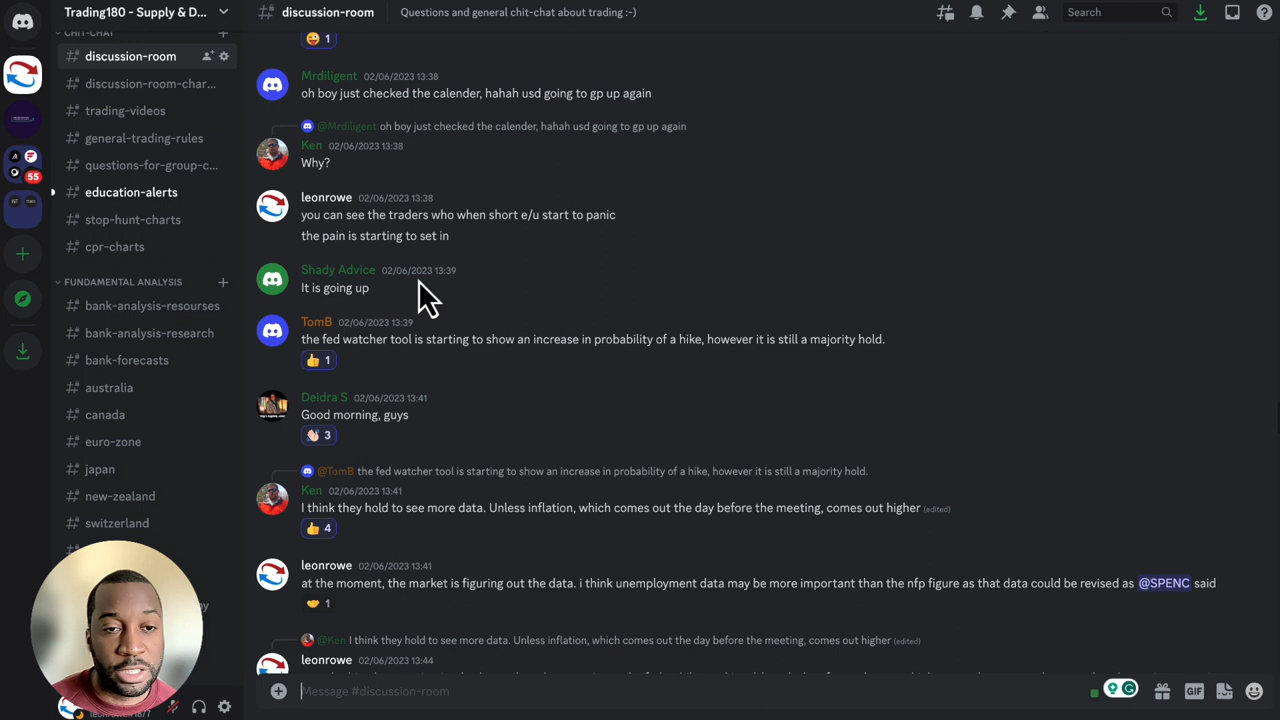 Trading180 - Supply & D...
discussion-room
Questions and general chit-chat about trading :-)
Search
CHIT-CHAT
discussion-room
discussion-room-char...
trading-videos
general-trading-rules
questions-for-group-c...
education-alerts
stop-hunt-charts
cpr-charts
FUNDAMENTAL ANALYSIS
bank-analysis-resourses
bank-analysis-research
bank-forecasts
australia
canada
euro-zone
japan
new-zealand
switzerland
55
1
Mrdiligent 02/06/2023 13:38
oh boy just checked the calender, hahah usd going to gp up again
@Mrdiligent oh boy just checked the calender, hahah usd going to gp up again
Ken 02/06/2023 13:38
Why?
leonrowe 02/06/2023 13:38
you can see the traders who when short e/u start to panic
the pain is starting to set in
Shady Advice 02/06/2023 13:39
It is going up
TomB 02/06/2023 13:39
the fed watcher tool is starting to show an increase in probability of a hike, however it is still a majority hold.
1
Deidra S 02/06/2023 13:41
Good morning, guys
3
@TomB the fed watcher tool is starting to show an increase in probability of a hike, however it is still a majority hold.
Ken 02/06/2023 13:41
I think they hold to see more data. Unless inflation, which comes out the day before the meeting, comes out higher (edited)
4
leonrowe 02/06/2023 13:41
at the moment, the market is figuring out the data. i think unemployment data may be more important than the nfp figure as that data could be revised as @SPENC said
1
@Ken I think they hold to see more data. Unless inflation, which comes out the day before the meeting, comes out higher (edited)
leonrowe 02/06/2023 13:44
Message #discussion-room
GIF